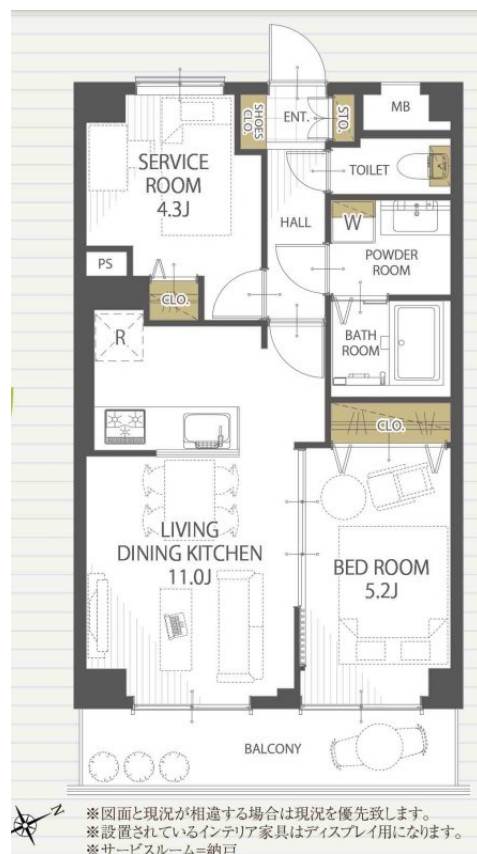 ENT.
SHOES
CLO.
STO.
MB
SERVICE
ROOM
4.3J
TOILET
HALL
W
POWDER
ROOM
PS
CLO.
R
BATH
ROOM
CLO.
LIVING
DINING KITCHEN
11.0J
BED ROOM
5.2J
BALCONY
N
※図面と現況が相違する場合は現況を優先致します。
※設置されているインテリア家具はディスプレイ用になります。
※サービスルーム=納戸